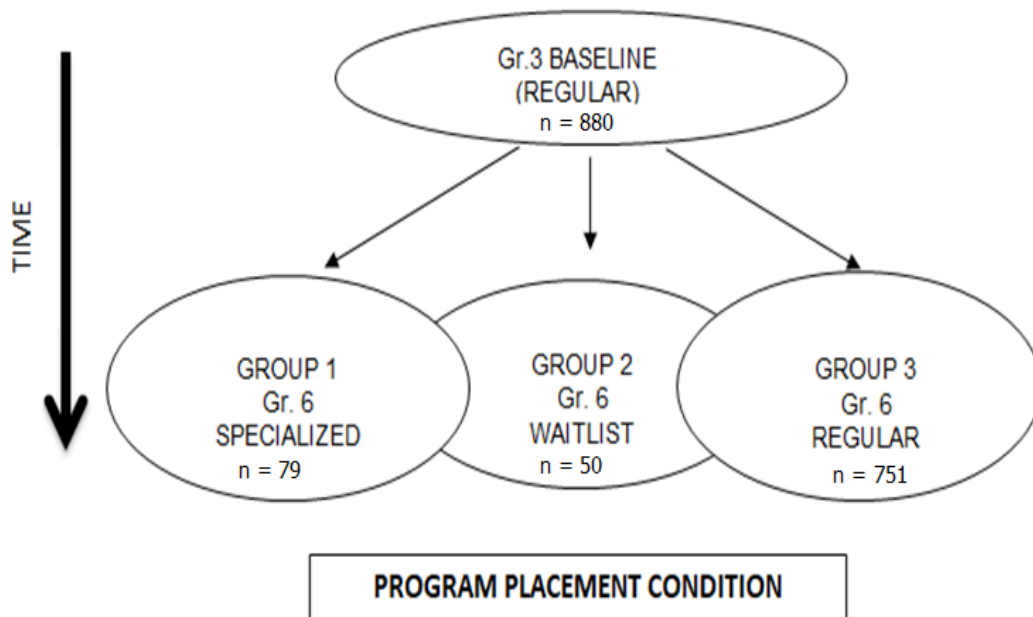 Gr.3 BASELINE
(REGULAR)
n = 880
TIME
GROUP 1
Gr. 6
SPECIALIZED
n = 79
GROUP 2
Gr. 6
WAITLIST
n = 50
GROUP 3
Gr. 6
REGULAR
n = 751
PROGRAM PLACEMENT CONDITION